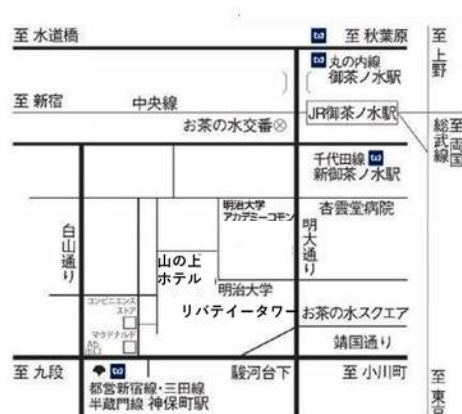 至 水道橋
至 秋葉原
至上野
丸の内線
御茶ノ水駅
至 新宿
中央線
JR御茶ノ水駅
お茶の水交番
総武線
至両国
千代田線
新御茶ノ水駅
明治大学
アカデミーコモン
杏雲堂病院
白山通り
明大通り
山の上
ホテル
明治大学
リバテイータワー
お茶の水スクエア
コンビニエンス
ストア
マクドナルド
A5
出口
靖国通り
至 九段
駿河台下
至 小川町
至東京
都営新宿線・三田線
半蔵門線 神保町駅